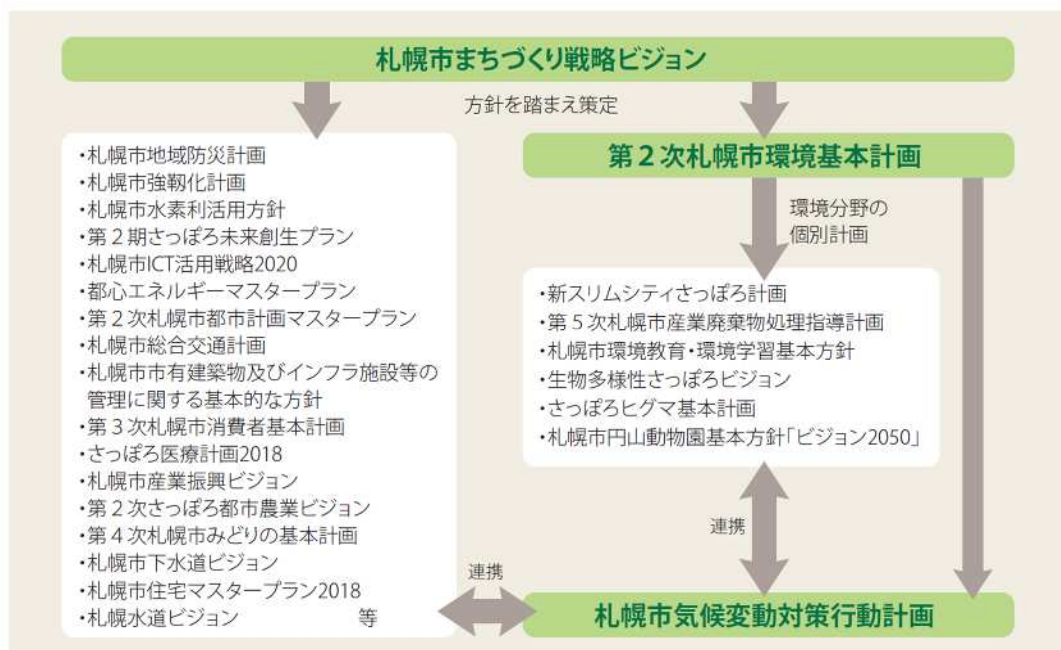 札幌市まちづくり戦略ビジョン
方針を踏まえ策定
・札幌市地域防災計画
・札幌市強靱化計画
・札幌市水素利活用方針
・第2期さっぽろ未来創生プラン
・札幌市ICT活用戦略2020
・都心エネルギーマスタープラン
・第2次札幌市都市計画マスタープラン
・札幌市総合交通計画
・札幌市市有建築物及びインフラ施設等の
管理に関する基本的な方針
・第3次札幌市消費者基本計画
・さっぽろ医療計画2018
・札幌市産業振興ビジョン
・第2次さっぽろ都市農業ビジョン
・第4次札幌市みどりの基本計画
・札幌市下水道ビジョン
・札幌市住宅マスタープラン2018
・札幌水道ビジョン 等
第2次札幌市環境基本計画
環境分野の
個別計画
・新スリムシティさっぽろ計画
・第5次札幌市産業廃棄物処理指導計画
・札幌市環境教育・環境学習基本方針
・生物多様性さっぽろビジョン
・さっぽろヒグマ基本計画
・札幌市円山動物園基本方針「ビジョン2050」
連携
連携
札幌市気候変動対策行動計画